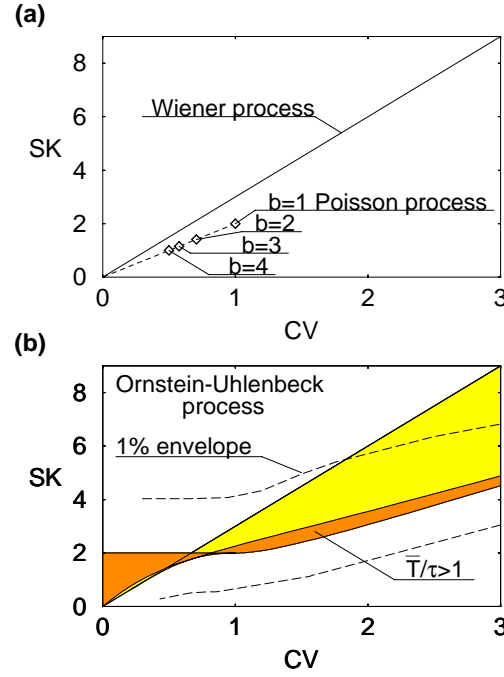 (a)
8
6
4
2
0
SK
Wiener process
b=1 Poisson process
b=2
b=3
b=4
0
1
2
3
CV
(b)
8
6
4
2
0
SK
Ornstein-Uhlenbeck
process
1% envelope
T̅/τ>1
0
1
2
3
CV